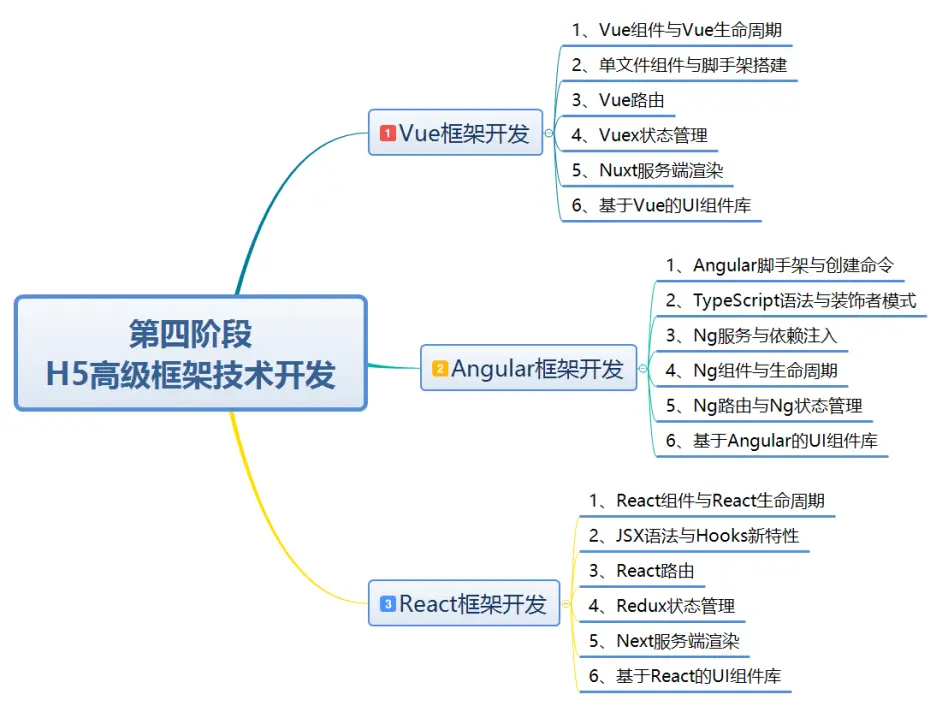 第四阶段
H5高级框架技术开发
1 Vue框架开发
1、Vue组件与Vue生命周期
2、单文件组件与脚手架搭建
3、Vue路由
4、Vuex状态管理
5、Nuxt服务端渲染
6、基于Vue的UI组件库
2 Angular框架开发
1、Angular脚手架与创建命令
2、TypeScript语法与装饰者模式
3、Ng服务与依赖注入
4、Ng组件与生命周期
5、Ng路由与Ng状态管理
6、基于Angular的UI组件库
3 React框架开发
1、React组件与React生命周期
2、JSX语法与Hooks新特性
3、React路由
4、Redux状态管理
5、Next服务端渲染
6、基于React的UI组件库